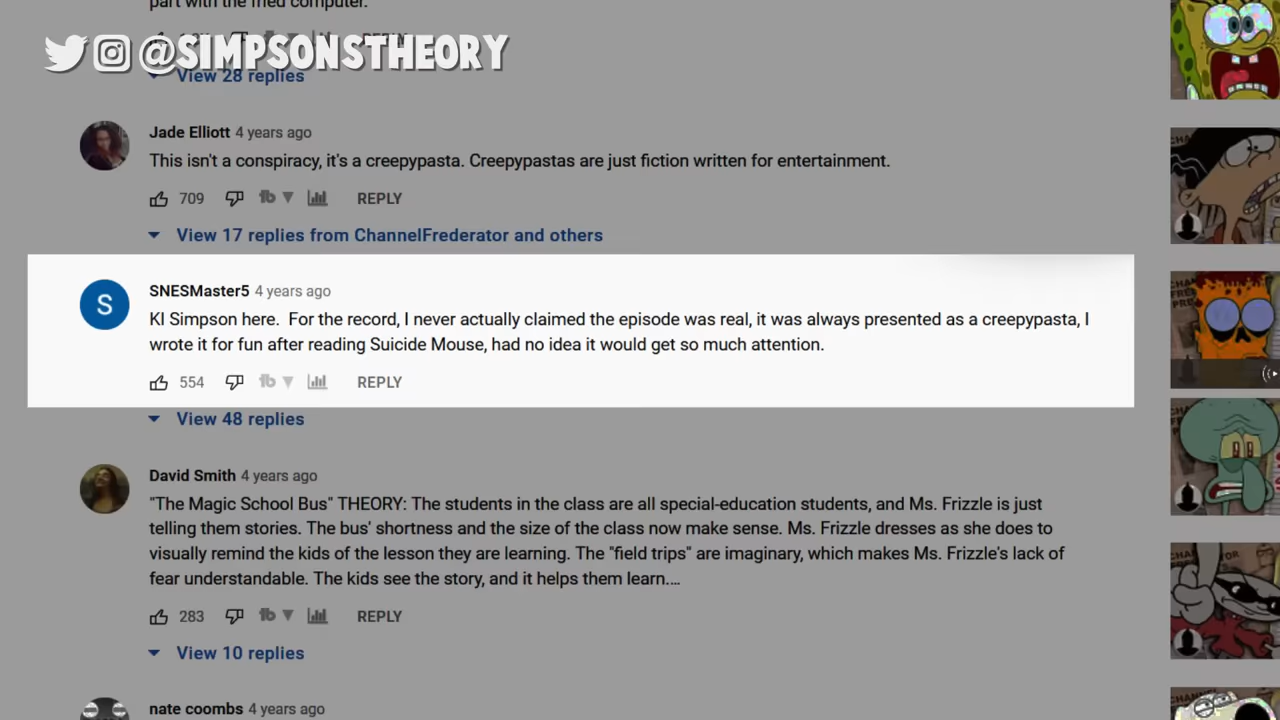 part with the fried computer.
@SIMPSONSTHEORY
REPLY
View 28 replies
Jade Elliott 4 years ago
This isn't a conspiracy, it's a creepypasta. Creepypastas are just fiction written for entertainment.
709 REPLY
View 17 replies from ChannelFrederator and others
S
SNESMaster5 4 years ago
KI Simpson here. For the record, I never actually claimed the episode was real, it was always presented as a creepypasta, I
wrote it for fun after reading Suicide Mouse, had no idea it would get so much attention.
554 REPLY
View 48 replies
David Smith 4 years ago
"The Magic School Bus" THEORY: The students in the class are all special-education students, and Ms. Frizzle is just
telling them stories. The bus' shortness and the size of the class now make sense. Ms. Frizzle dresses as she does to
visually remind the kids of the lesson they are learning. The "field trips" are imaginary, which makes Ms. Frizzle's lack of
fear understandable. The kids see the story, and it helps them learn....
283 REPLY
View 10 replies
nate coombs 4 years ago